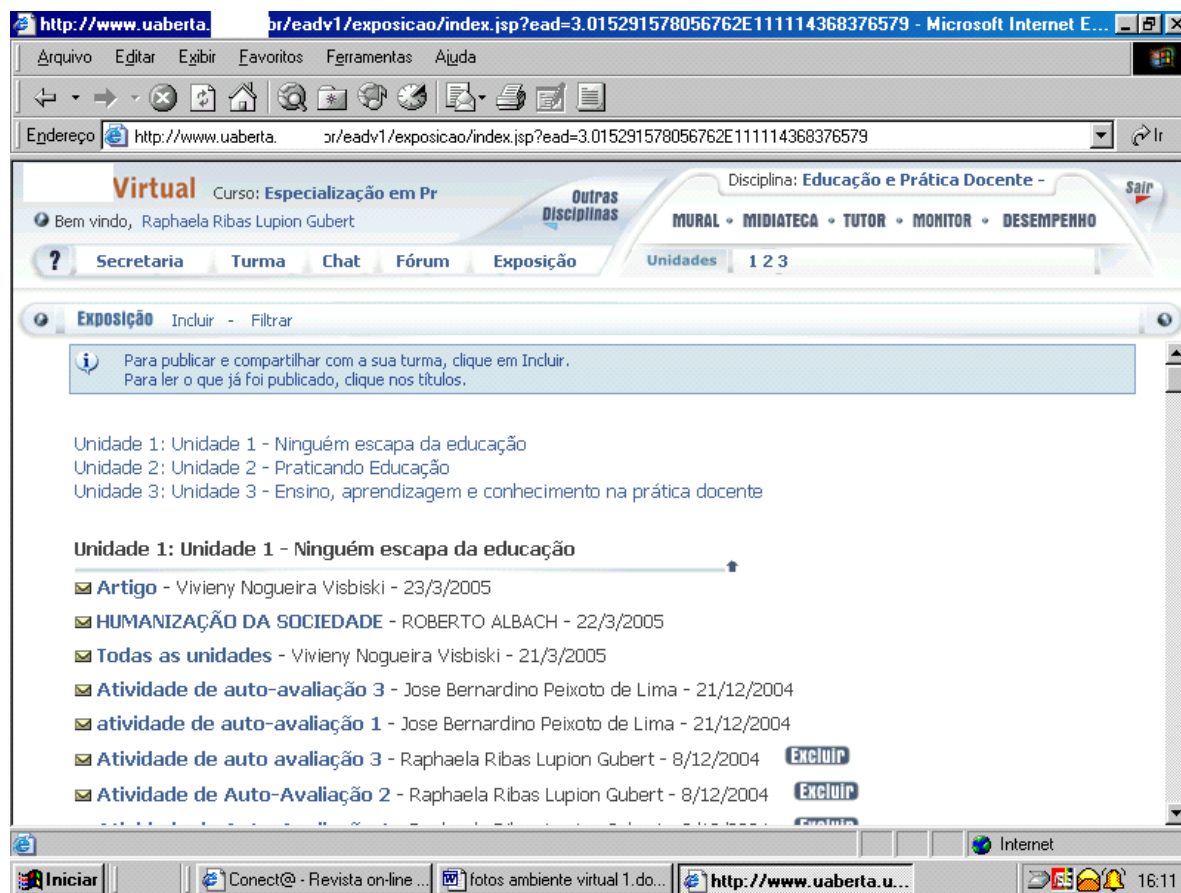 http://www.uaberta. br/eadv1/exposicao/index.jsp?ead=3.015291578056762E111114368376579 - Microsoft Internet E...
Arquivo Editar Exibir Favoritos Ferramentas Ajuda
Endereço http://www.uaberta. br/eadv1/exposicao/index.jsp?ead=3.015291578056762E111114368376579 Ir
Virtual Curso: Especialização em Pr Outras Disciplinas Disciplina: Educação e Prática Docente - Sair
Bem vindo, Raphaela Ribas Lupion Gubert MURAL MIDIATECA TUTOR MONITOR DESEMPENHO
? Secretaria Turma Chat Fórum Exposição Unidades 1 2 3
Exposição Incluir - Filtrar
Para publicar e compartilhar com a sua turma, clique em Incluir.
Para ler o que já foi publicado, clique nos títulos.
Unidade 1: Unidade 1 - Ninguém escapa da educação
Unidade 2: Unidade 2 - Praticando Educação
Unidade 3: Unidade 3 - Ensino, aprendizagem e conhecimento na prática docente
Unidade 1: Unidade 1 - Ninguém escapa da educação
Artigo - Vivieny Nogueira Visbiski - 23/3/2005
HUMANIZAÇÃO DA SOCIEDADE - ROBERTO ALBACH - 22/3/2005
Todas as unidades - Vivieny Nogueira Visbiski - 21/3/2005
Atividade de auto-avaliação 3 - Jose Bernardino Peixoto de Lima - 21/12/2004
atividade de auto-avaliação 1 - Jose Bernardino Peixoto de Lima - 21/12/2004
Atividade de auto avaliação 3 - Raphaela Ribas Lupion Gubert - 8/12/2004 Excluir
Atividade de Auto-Avaliação 2 - Raphaela Ribas Lupion Gubert - 8/12/2004 Excluir
Internet
Iniciar Conect@ - Revista on-line ... fotos ambiente virtual 1.do... http://www.uaberta.u... 16:11